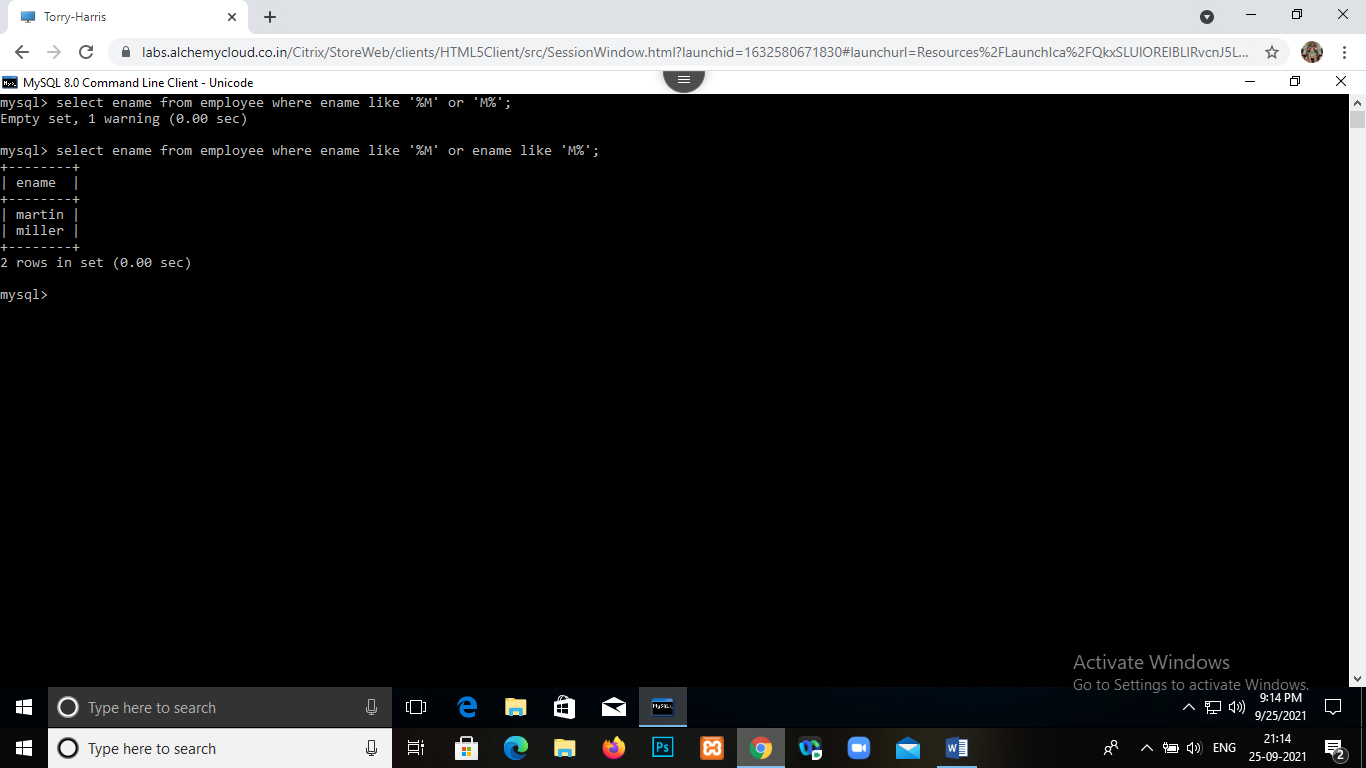 Torry-Harris
labs.alchemycloud.co.in/Citrix/StoreWeb/clients/HTML5Client/src/SessionWindow.html?launchid=1632580671830#launchurl=Resources%2FLaunchIca%2FQkxSLUlOREIBLlRvcnJ5L...
MySQL 8.0 Command Line Client - Unicode
mysql> select ename from employee where ename like '%M' or 'M%';
Empty set, 1 warning (0.00 sec)
mysql> select ename from employee where ename like '%M' or ename like 'M%';
+--------+
| ename  |
+--------+
| martin |
| miller |
+--------+
2 rows in set (0.00 sec)
mysql>
Activate Windows
Go to Settings to activate Windows.
Type here to search
MySQL
9:14 PM
9/25/2021
Type here to search
Ps
ENG
21:14
25-09-2021
2